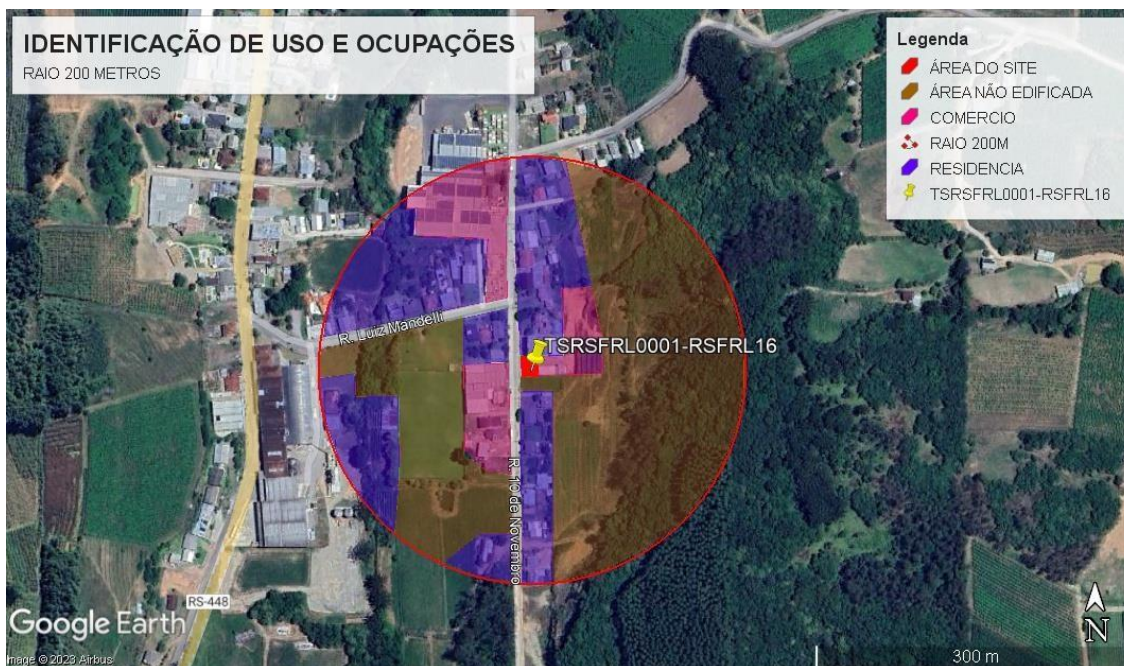 IDENTIFICAÇÃO DE USO E OCUPAÇÕES
RAIO 200 METROS
Legenda
ÁREA DO SITE
ÁREA NÃO EDIFICADA
COMERCIO
RAIO 200M
RESIDENCIA
TSRSFRL0001-RSFRL16
R. Luiz Mandelli
TSRSFRL0001-RSFRL16
R. 10 de Novembro
RS-448
Google Earth
Image © 2023 Airbus
N
300 m